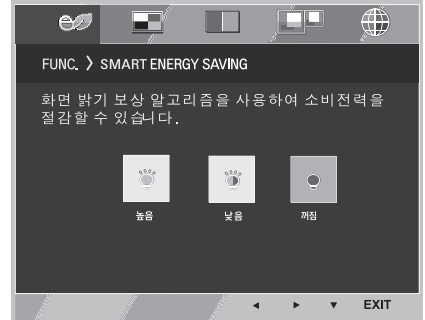 FUNC. > SMART ENERGY SAVING
화면 밝기 보상 알고리즘을 사용하여 소비전력을
절감할 수 있습니다.
높음 낮음 꺼짐
EXIT